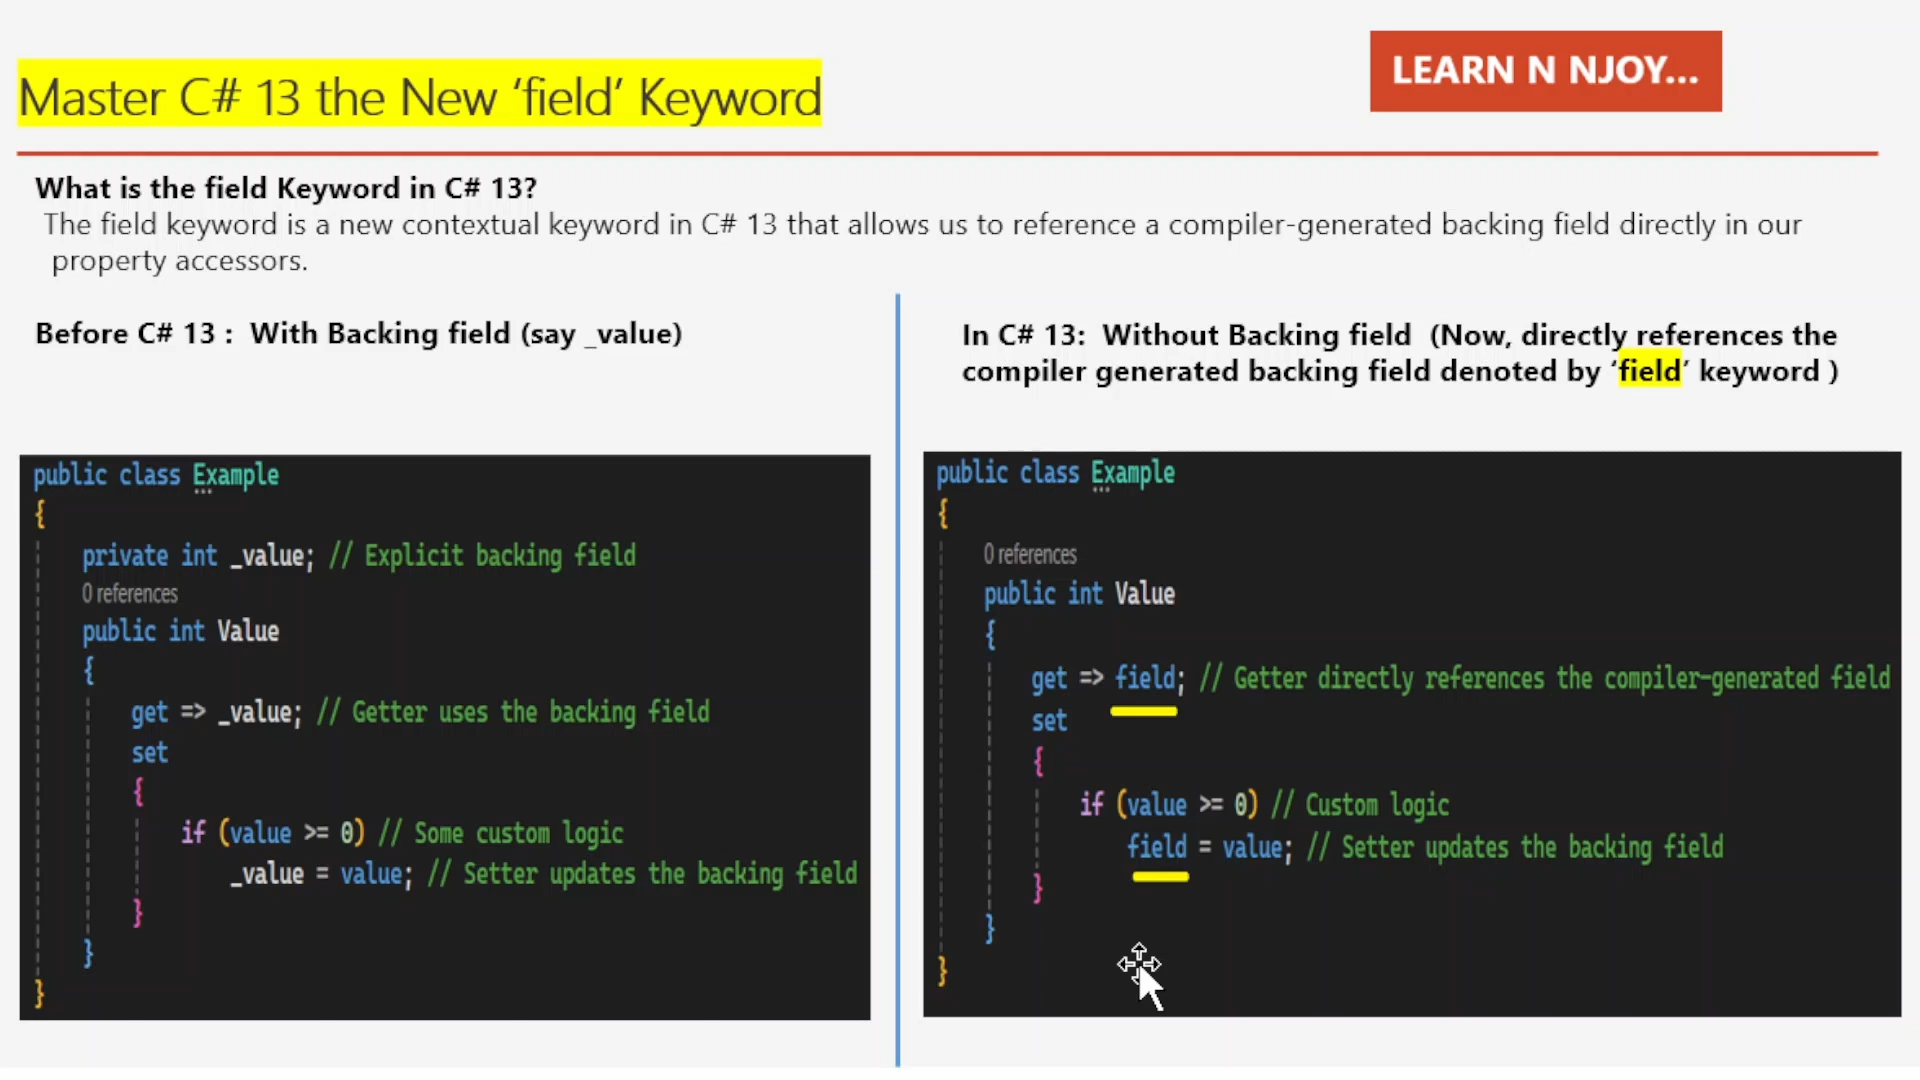 Master C# 13 the New ‘field’ Keyword
LEARN N NJOY...
What is the field Keyword in C# 13?
The field keyword is a new contextual keyword in C# 13 that allows us to reference a compiler-generated backing field directly in our
property accessors.
Before C# 13 :  With Backing field (say _value)
public class Example
{
private int _value; // Explicit backing field
0 references
public int Value
{
get => _value; // Getter uses the backing field
set
{
if (value >= 0) // Some custom logic
_value = value; // Setter updates the backing field
}
}
}
In C# 13:  Without Backing field  (Now, directly references the
compiler generated backing field denoted by ‘field’ keyword )
public class Example
{
0 references
public int Value
{
get => field; // Getter directly references the compiler-generated field
set
{
if (value >= 0) // Custom logic
field = value; // Setter updates the backing field
}
}
}